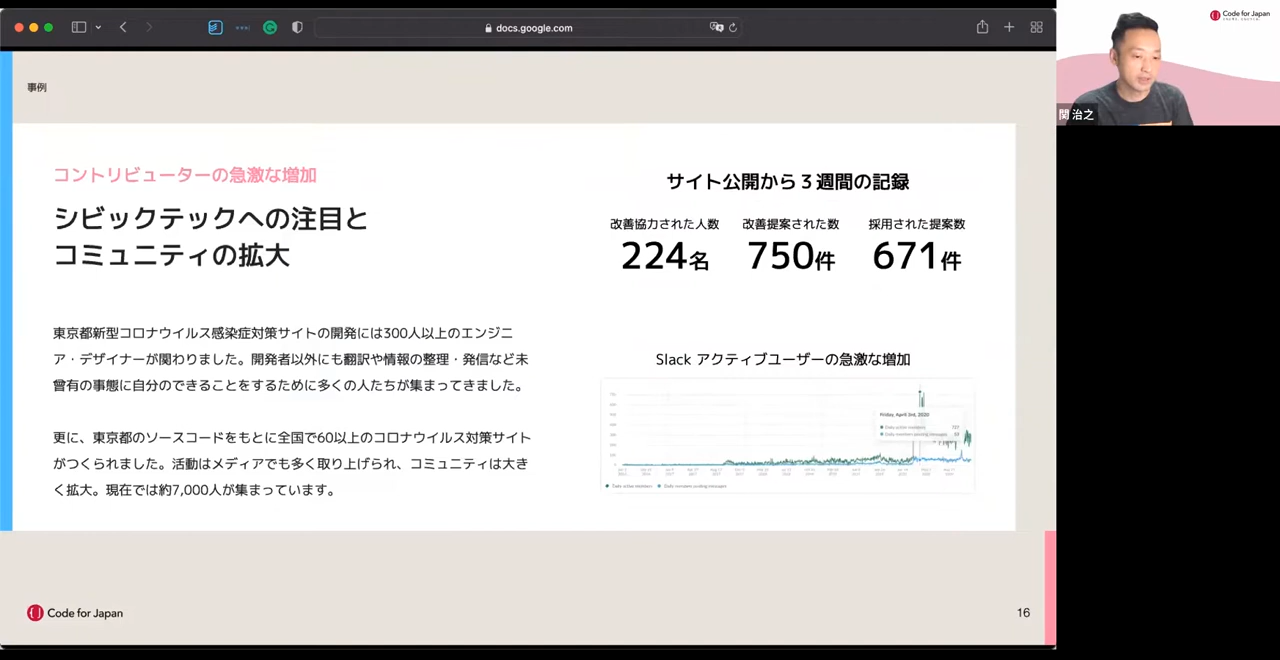 docs.google.com
Code for Japan
関 治之
事例
コントリビューターの急激な増加
シビックテックへの注目と
コミュニティの拡大
東京都新型コロナウイルス感染症対策サイトの開発には300人以上のエンジニ
ア・デザイナーが関わりました。開発者以外にも翻訳や情報の整理・発信など未
曾有の事態に自分のできることをするために多くの人たちが集まってきました。
更に、東京都のソースコードをもとに全国で60以上のコロナウイルス対策サイト
がつくられました。活動はメディアでも多く取り上げられ、コミュニティは大き
く拡大。現在では約7,000人が集まっています。
サイト公開から３週間の記録
改善協力された人数 改善提案された数 採用された提案数
224名 750件 671件
Slack アクティブユーザーの急激な増加
Friday, April 3rd, 2020
Daily active members 727
Daily members posting messages
Daily active members Daily members posting messages
Code for Japan
16